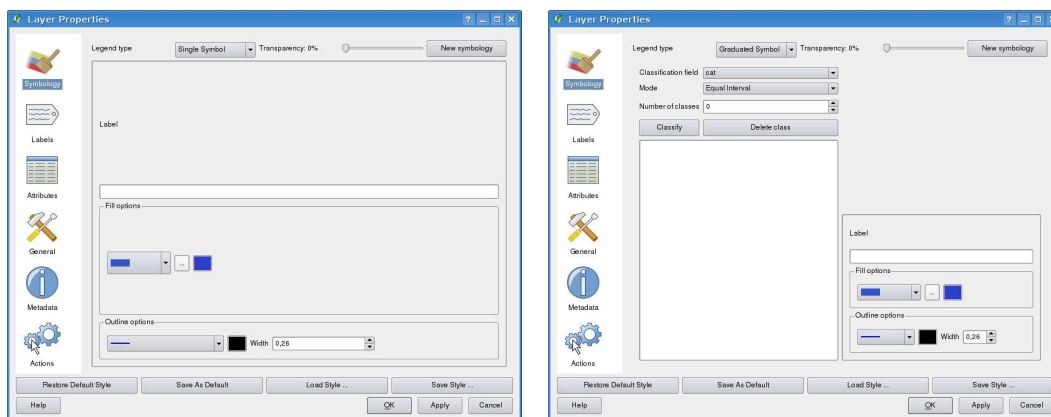 Layer Properties
Legend type Single Symbol Transparency: 0% New symbology
Symbology
Label
Labels
Attributes
Fill options
General
...
Metadata
Outline options
Width 0,26
Actions
Restore Default Style Save As Default Load Style ... Save Style ...
Help OK Apply Cancel
Layer Properties
Legend type Graduated Symbol Transparency: 0% New symbology
Symbology
Classification field cat
Mode Equal Interval
Number of classes 0
Classify Delete class
Labels
Attributes
General
Metadata
Actions
Label
Fill options
...
Outline options
Width 0,26
Restore Default Style Save As Default Load Style ... Save Style ...
Help OK Apply Cancel